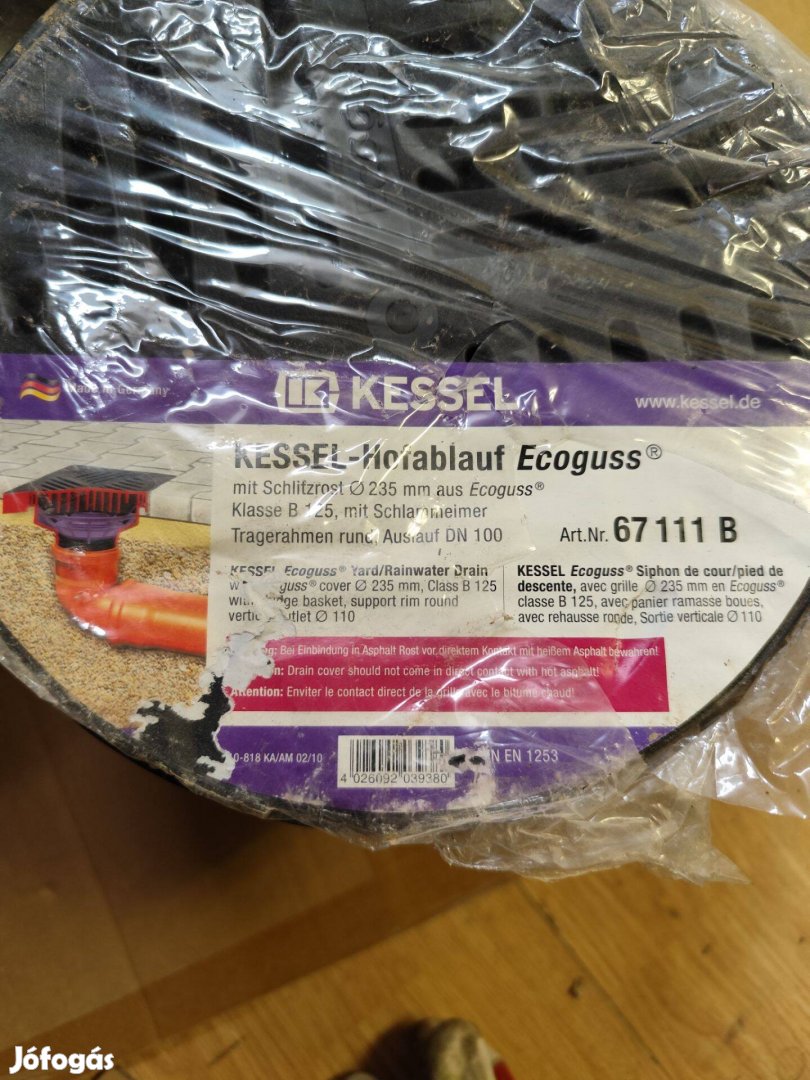 Made in Germany
KESSEL
www.kessel.de
KESSEL-Hofablauf Ecoguss®
mit Schlitzrost Ø 235 mm aus Ecoguss®
Klasse B 125, mit Schlammeimer
Tragerahmen rund, Auslauf DN 100
Art.Nr. 67 111 B
KESSEL Ecoguss® Yard/Rainwater Drain
cover Ø 235 mm, Class B 125
basket, support rim round
Ø 110
KESSEL Ecoguss® Siphon de cour/pied de
descente, avec grille Ø 235 mm en Ecoguss®
classe B 125, avec panier ramasse boues,
avec rehausse ronde, Sortie verticale Ø 110
Bei Einbindung in Asphalt Rost vor direktem Kontakt mit heißem Asphalt bewahren!
Drain cover should not come in direct contact with hot asphalt!
Attention: Enviter le contact direct de la grille avec le bitume chaud!
0-818 KA/AM 02/10
4 026092 039380
EN 1253
Jófogás